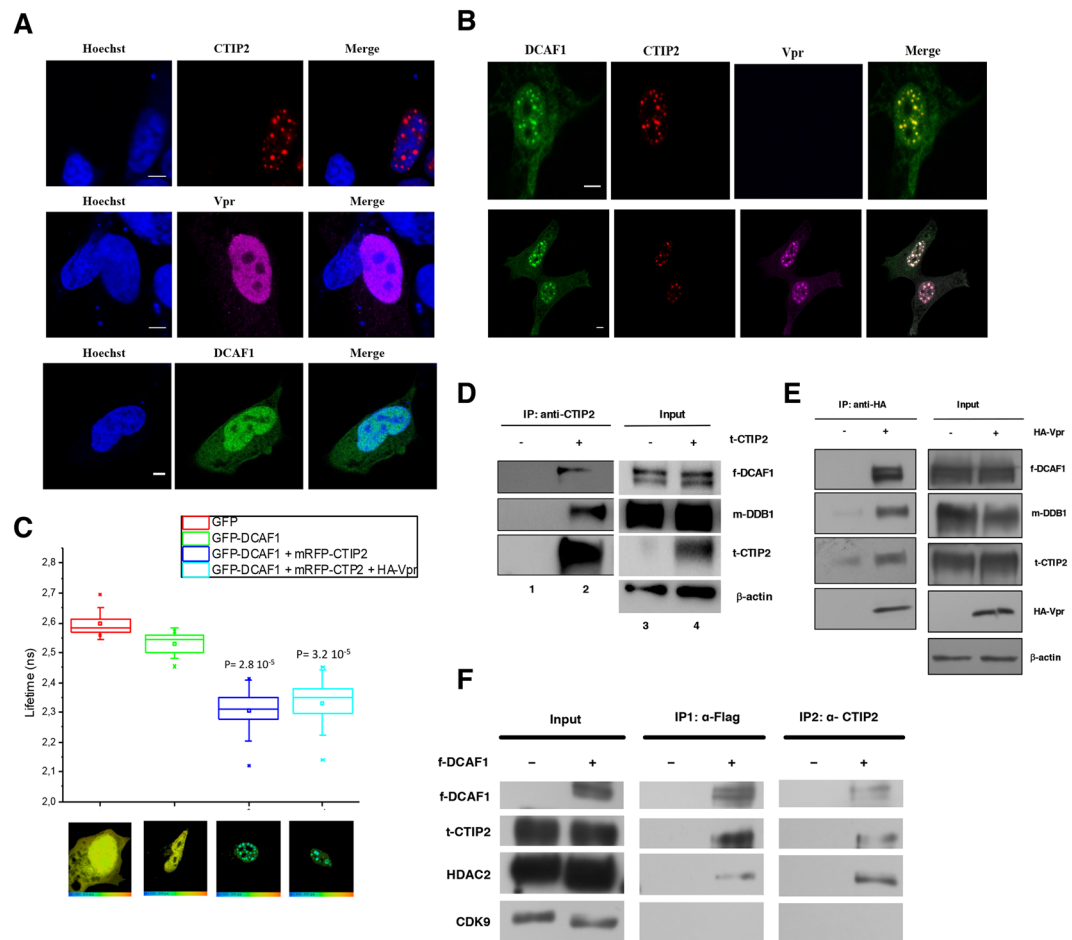 A
Hoechst CTIP2 Merge
Hoechst Vpr Merge
Hoechst DCAF1 Merge
B
DCAF1 CTIP2 Vpr Merge
C
GFP
GFP-DCAF1
GFP-DCAF1 + mRFP-CTIP2
GFP-DCAF1 + mRFP-CTP2 + HA-Vpr
Lifetime (ns)
2,8
2,7
2,6
2,5
2,4
2,3
2,2
2,1
2,0
P= 2.8 10-5
P= 3.2 10-5
D
IP: anti-CTIP2 Input
- + - + t-CTIP2
f-DCAF1
m-DDB1
t-CTIP2
β-actin
1 2 3 4
E
IP: anti-HA Input
- + - + HA-Vpr
f-DCAF1
m-DDB1
t-CTIP2
HA-Vpr
β-actin
F
Input IP1: α-Flag IP2: α- CTIP2
f-DCAF1 – + – + – +
f-DCAF1
t-CTIP2
HDAC2
CDK9